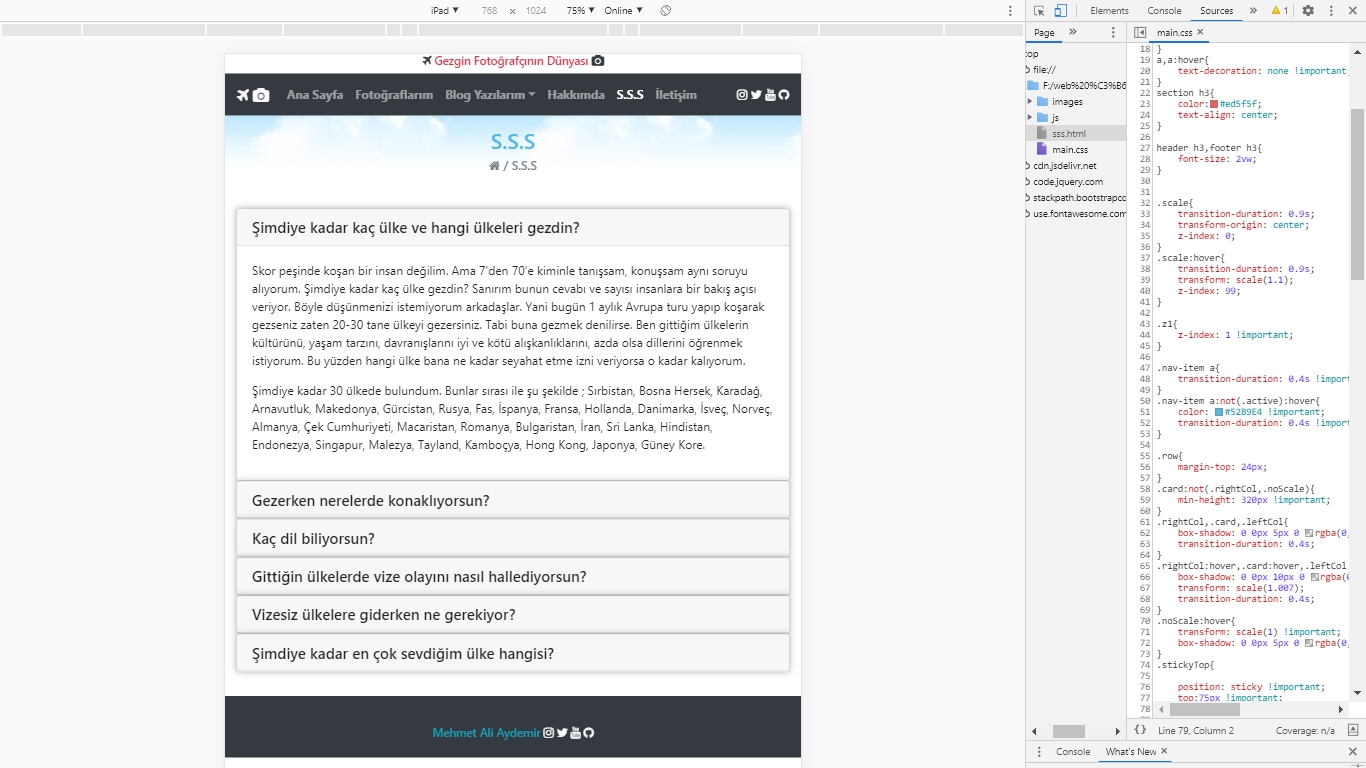 iPad ▼ 768 × 1024 75% ▼ Online ▼
Elements Console Sources » 1
Page »
main.css ×
Gezgin Fotoğrafçının Dünyası
Ana Sayfa Fotoğraflarım Blog Yazılarım Hakkımda S.S.S İletişim
S.S.S
/ S.S.S
Şimdiye kadar kaç ülke ve hangi ülkeleri gezdin?
Skor peşinde koşan bir insan değilim. Ama 7’den 70’e kiminle tanışsam, konuşsam aynı soruyu
alıyorum. Şimdiye kadar kaç ülke gezdin? Sanırım bunun cevabı ve sayısı insanlara bir bakış açısı
veriyor. Böyle düşünmenizi istemiyorum arkadaşlar. Yani bugün 1 aylık Avrupa turu yapıp koşarak
gezseniz zaten 20-30 tane ülkeyi gezersiniz. Tabi buna gezmek denilirse. Ben gittiğim ülkelerin
kültürünü, yaşam tarzını, davranışlarını iyi ve kötü alışkanlıklarını, azda olsa dillerini öğrenmek
istiyorum. Bu yüzden hangi ülke bana ne kadar seyahat etme izni veriyorsa o kadar kalıyorum.
Şimdiye kadar 30 ülkede bulundum. Bunlar sırası ile şu şekilde ; Sırbistan, Bosna Hersek, Karadağ,
Arnavutluk, Makedonya, Gürcistan, Rusya, Fas, İspanya, Fransa, Hollanda, Danimarka, İsveç, Norveç,
Almanya, Çek Cumhuriyeti, Macaristan, Romanya, Bulgaristan, İran, Sri Lanka, Hindistan,
Endonezya, Singapur, Malezya, Tayland, Kamboçya, Hong Kong, Japonya, Güney Kore.
Gezerken nerelerde konaklıyorsun?
Kaç dil biliyorsun?
Gittiğin ülkelerde vize olayını nasıl hallediyorsun?
Vizesiz ülkelere giderken ne gerekiyor?
Şimdiye kadar en çok sevdiğim ülke hangisi?
Mehmet Ali Aydemir
top
file://
F:/web%20%C3%B6
images
js
sss.html
main.css
cdn.jsdelivr.net
code.jquery.com
stackpath.bootstrapcd
use.fontawesome.com
18 }
19 a,a:hover{
20 text-decoration: none !important
21 }
22 section h3{
23 color: #ed5f5f;
24 text-align: center;
25 }
26
27 header h3,footer h3{
28 font-size: 2vw;
29 }
30
31
32 .scale{
33 transition-duration: 0.9s;
34 transform-origin: center;
35 z-index: 0;
36 }
37 .scale:hover{
38 transition-duration: 0.9s;
39 transform: scale(1.1);
40 z-index: 99;
41 }
42
43 .z1{
44 z-index: 1 !important;
45 }
46
47 .nav-item a{
48 transition-duration: 0.4s !import
49 }
50 .nav-item a:not(.active):hover{
51 color: #52B9E4 !important;
52 transition-duration: 0.4s !import
53 }
54
55 .row{
56 margin-top: 24px;
57 }
58 .card:not(.rightCol,.noScale){
59 min-height: 320px !important;
60 }
61 .rightCol,.card,.leftCol{
62 box-shadow: 0 0px 5px 0 rgba(0,
63 transition-duration: 0.4s;
64 }
65 .rightCol:hover,.card:hover,.leftCol
66 box-shadow: 0 0px 10px 0 rgba(0
67 transform: scale(1.007);
68 transition-duration: 0.4s;
69 }
70 .noScale:hover{
71 transform: scale(1) !important;
72 box-shadow: 0 0px 5px 0 rgba(0,
73 }
74 .stickyTop{
75
76 position: sticky !important;
77 top:75px !important;
78
{} Line 79, Column 2 Coverage: n/a
Console What's New ×